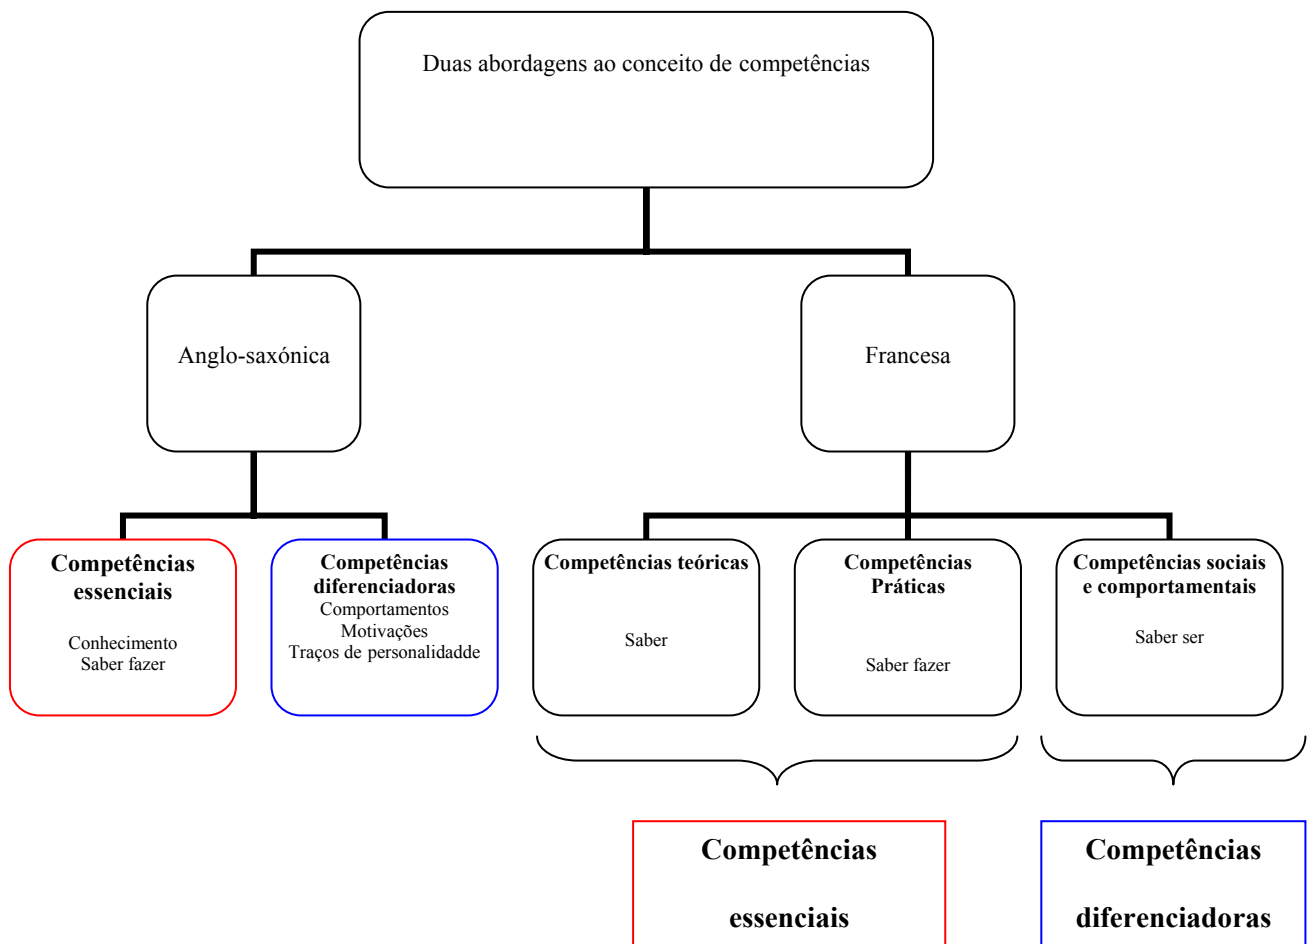 Duas abordagens ao conceito de competências
Anglo-saxónica
Francesa
Competências
essenciais
Conhecimento
Saber fazer
Competências
diferenciadoras
Comportamentos
Motivações
Traços de personalidadde
Competências teóricas
Saber
Competências
Práticas
Saber fazer
Competências sociais
e comportamentais
Saber ser
Competências
essenciais
Competências
diferenciadoras